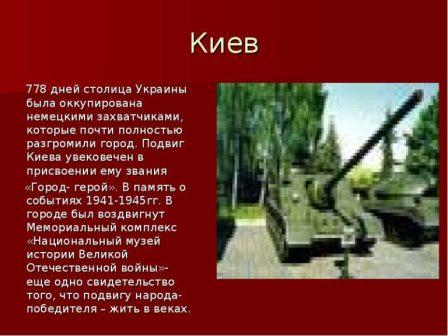 Киев
778 дней столица Украины
была оккупирована
немецкими захватчиками,
которые почти полностью
разгромили город. Подвиг
Киева увековечен в
присвоении ему звания
«Город- герой». В память о
событиях 1941-1945гг. В
городе был воздвигнут
Мемориальный комплекс
«Национальный музей
истории Великой
Отечественной войны»-
еще одно свидетельство
того, что подвигу народа-
победителя – жить в веках.